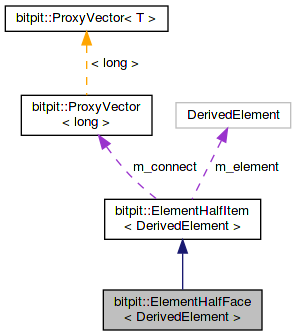 bitpit::ProxyVector< T >
< long >
bitpit::ProxyVector
< long >
DerivedElement
m_connect
m_element
bitpit::ElementHalfItem
< DerivedElement >
bitpit::ElementHalfFace
< DerivedElement >